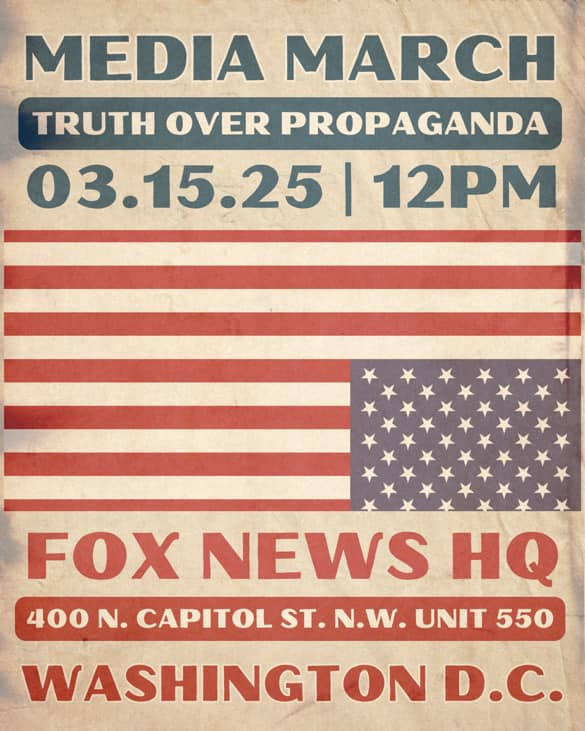 MEDIA MARCH
TRUTH OVER PROPAGANDA
03.15.25 | 12PM
FOX NEWS HQ
400 N. CAPITOL ST. N.W. UNIT 550
WASHINGTON D.C.